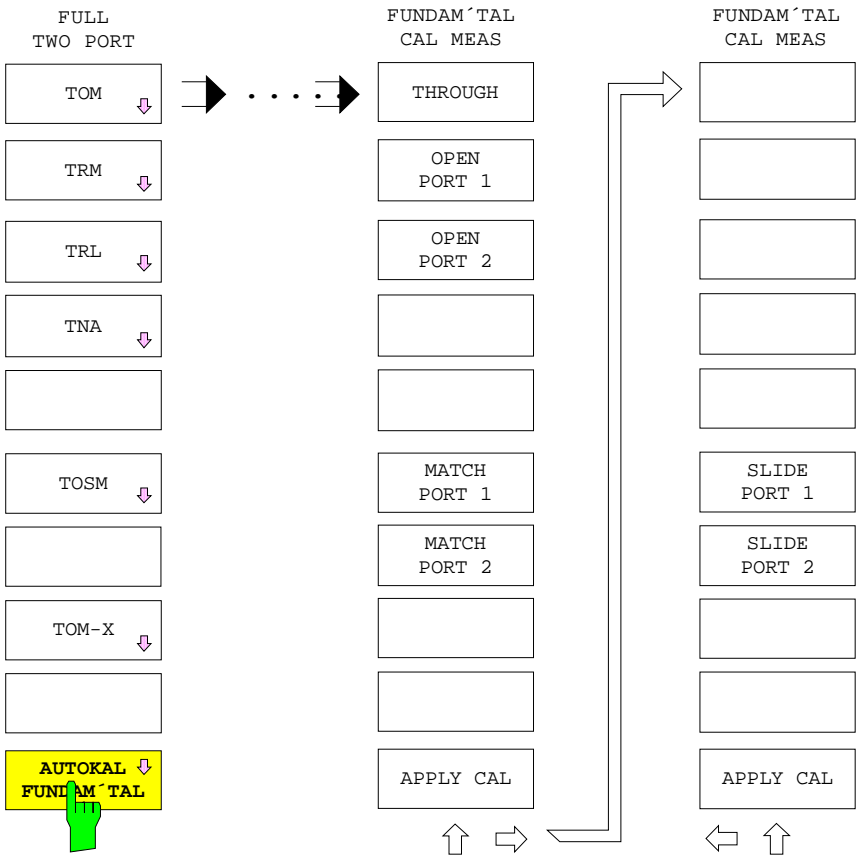 FULL
TWO PORT
TOM
TRM
TRL
TNA
TOSM
TOM-X
AUTOKAL
FUNDAM´TAL
. . . . .
FUNDAM´TAL
CAL MEAS
THROUGH
OPEN
PORT 1
OPEN
PORT 2
MATCH
PORT 1
MATCH
PORT 2
APPLY CAL
FUNDAM´TAL
CAL MEAS
SLIDE
PORT 1
SLIDE
PORT 2
APPLY CAL